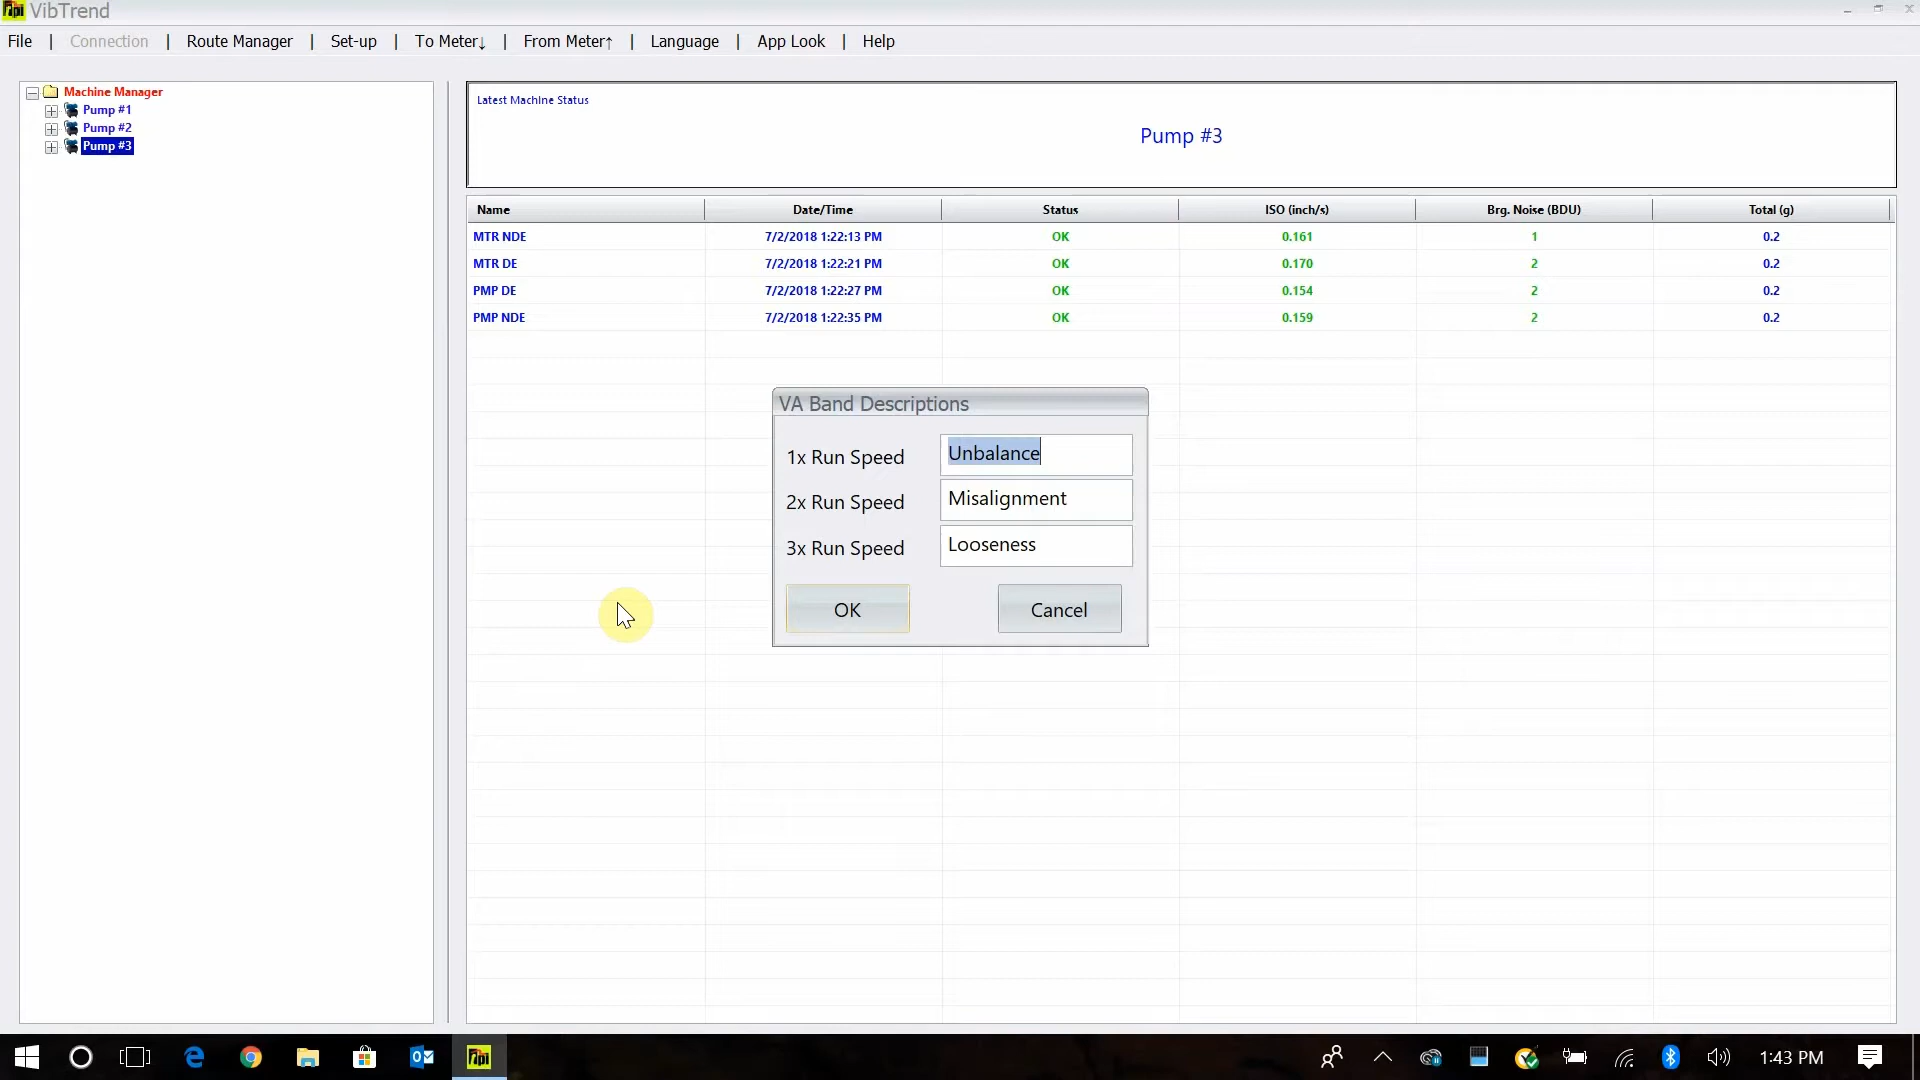 VibTrend
File | Connection | Route Manager | Set-up | To Meter↓ | From Meter↑ | Language | App Look | Help
Machine Manager
Pump #1
Pump #2
Pump #3
Latest Machine Status
Pump #3
Name Date/Time Status ISO (inch/s) Brg. Noise (BDU) Total (g)
MTR NDE 7/2/2018 1:22:13 PM OK 0.161 1 0.2
MTR DE 7/2/2018 1:22:21 PM OK 0.170 2 0.2
PMP DE 7/2/2018 1:22:27 PM OK 0.154 2 0.2
PMP NDE 7/2/2018 1:22:35 PM OK 0.159 2 0.2
VA Band Descriptions
1x Run Speed Unbalance
2x Run Speed Misalignment
3x Run Speed Looseness
OK Cancel
1:43 PM